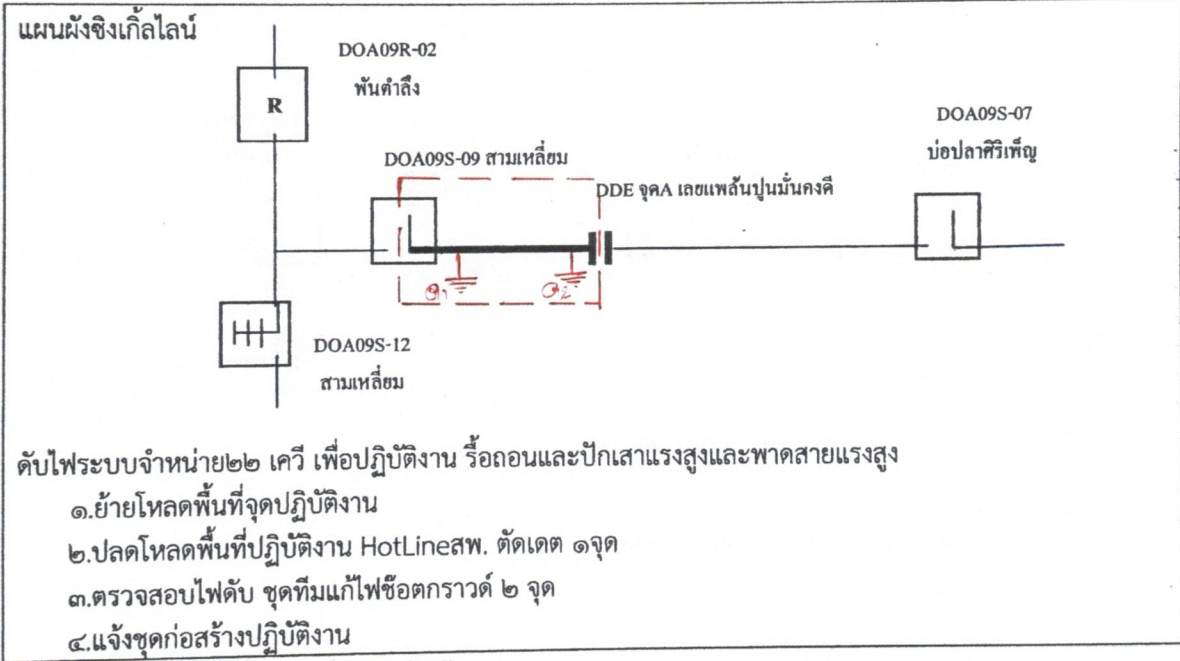 แผนผังซิงเกิ้ลไลน์
DOA09R-02
พันตำลึง
R
DOA09S-07
บ่อปลาศิริเพ็ญ
DOA09S-09 สามเหลี่ยม
DDE จุดA เลยแพล้นปูนมั่นคงดี
DOA09S-12
สามเหลี่ยม
ดับไฟระบบจำหน่าย๒๒ เควี เพื่อปฏิบัติงาน รื้อถอนและปักเสาแรงสูงและพาดสายแรงสูง
๑.ย้ายโหลดพื้นที่จุดปฏิบัติงาน
๒.ปลดโหลดพื้นที่ปฏิบัติงาน HotLineสพ. ตัดเดต ๑จุด
๓.ตรวจสอบไฟดับ ชุดทีมแก้ไฟช๊อตกราวด์ ๒ จุด
๔.แจ้งชุดก่อสร้างปฏิบัติงาน